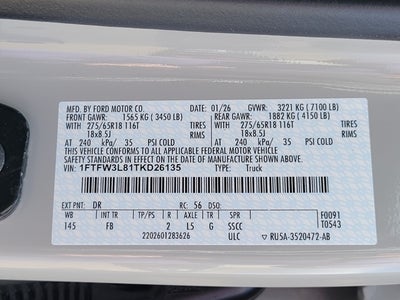 MFD. BY FORD MOTOR CO. 01/26 GVWR: 3221 KG ( 7100 LB)
FRONT GAWR: 1565 KG ( 3450 LB) REAR GAWR: 1882 KG ( 4150 LB)
WITH 275/65R18 116T TIRES WITH 275/65R18 116T TIRES
18x8.5J RIMS 18x8.5J RIMS
AT 240 kPa / 35 PSI COLD AT 240 kPa / 35 PSI COLD
THIS VEHICLE CONFORMS TO ALL APPLICABLE FEDERAL MOTOR VEHICLE
SAFETY STANDARDS IN EFFECT ON THE DATE OF MANUFACTURE SHOWN ABOVE.
VIN: 1FTFW3L81TKD26135 TYPE: Truck
EXT PNT: DR RC: 56 DSO:
WB INT TR TP/PS R AXLE TR SPR F0091
145 FB 2 L5 G SSCC T0543
2202601283626 ULC RU5A-3520472-AB